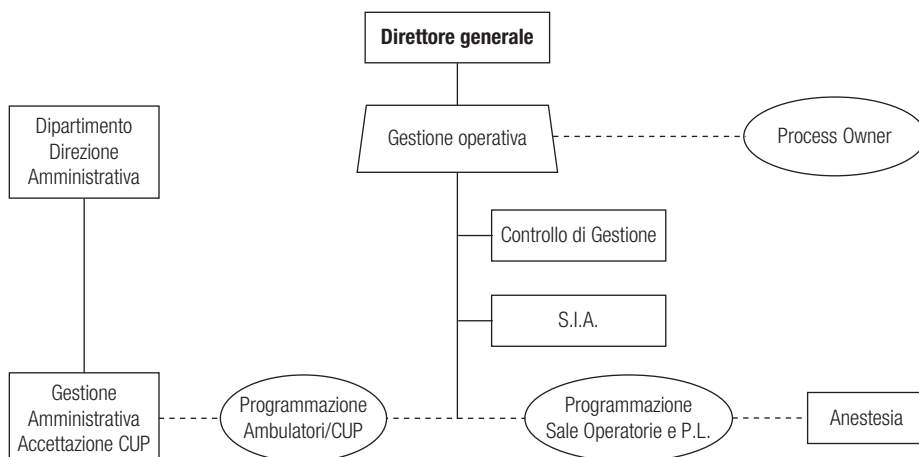 Direttore generale
Dipartimento
Direzione
Amministrativa
Gestione operativa
Process Owner
Controllo di Gestione
S.I.A.
Gestione
Amministrativa
Accettazione CUP
Programmazione
Ambulatori/CUP
Programmazione
Sale Operatorie e P.L.
Anestesia